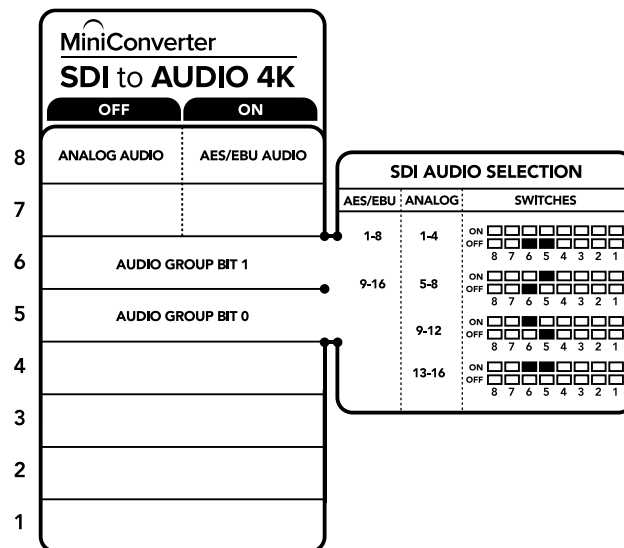 MiniConverter
SDI to AUDIO 4K
OFF ON
8 ANALOG AUDIO AES/EBU AUDIO
7
6 AUDIO GROUP BIT 1
5 AUDIO GROUP BIT 0
4
3
2
1
SDI AUDIO SELECTION
AES/EBU ANALOG SWITCHES
1-8 1-4 ON
OFF
8 7 6 5 4 3 2 1
9-16 5-8 ON
OFF
8 7 6 5 4 3 2 1
9-12 ON
OFF
8 7 6 5 4 3 2 1
13-16 ON
OFF
8 7 6 5 4 3 2 1